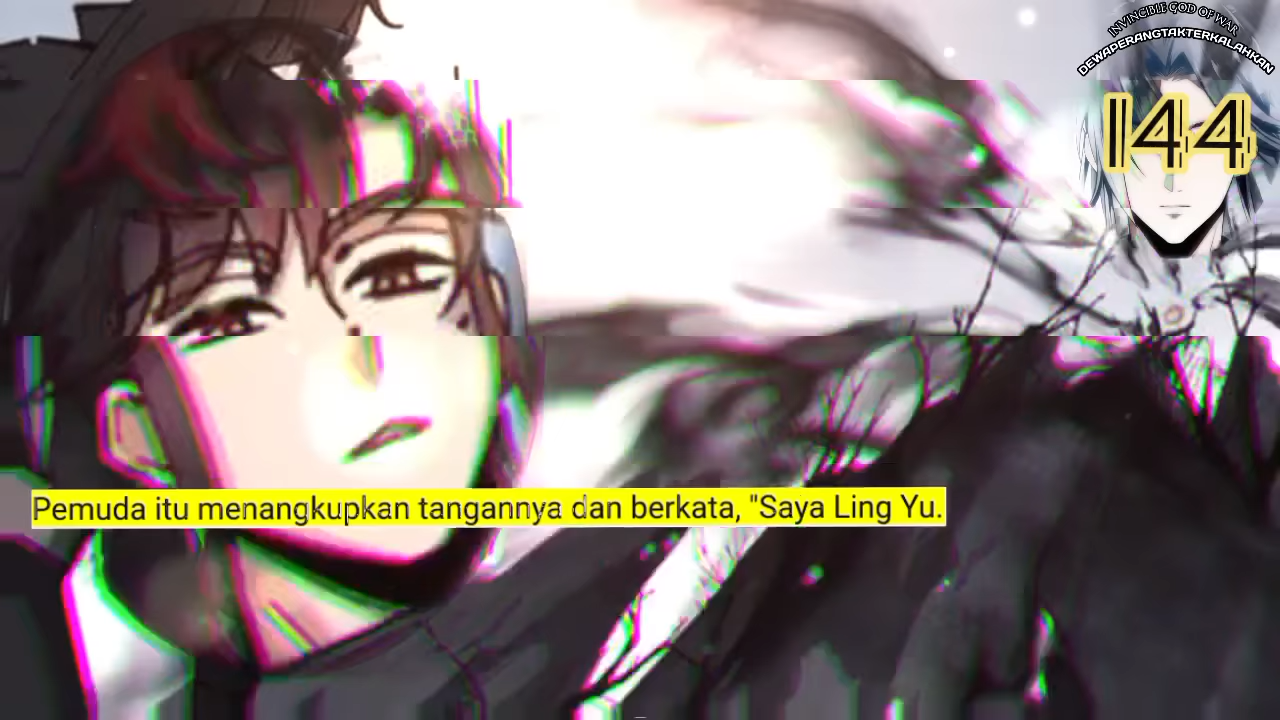 INVINCIBLE GOD OF WAR
DEWAPERANGTAKTERKALAHKAN
144
Pemuda itu menangkupkan tangannya dan berkata, "Saya Ling Yu.